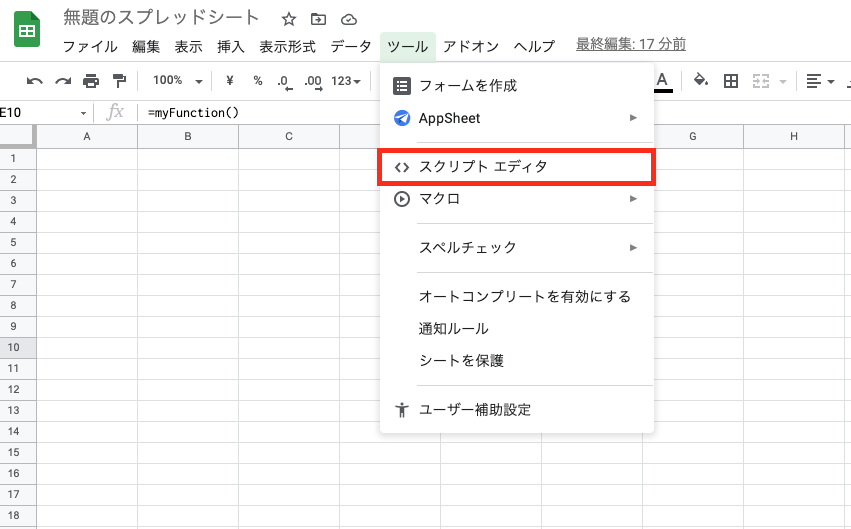 無題のスプレッドシート
ファイル 編集 表示 挿入 表示形式 データ ツール アドオン ヘルプ 最終編集: 17 分前
100% ¥ % .0 .00 123 A
E10 fx =myFunction()
フォームを作成
AppSheet
スクリプト エディタ
マクロ
スペルチェック
オートコンプリートを有効にする
通知ルール
シートを保護
ユーザー補助設定
A B C G H
1
2
3
4
5
6
7
8
9
10
11
12
13
14
15
16
17
18